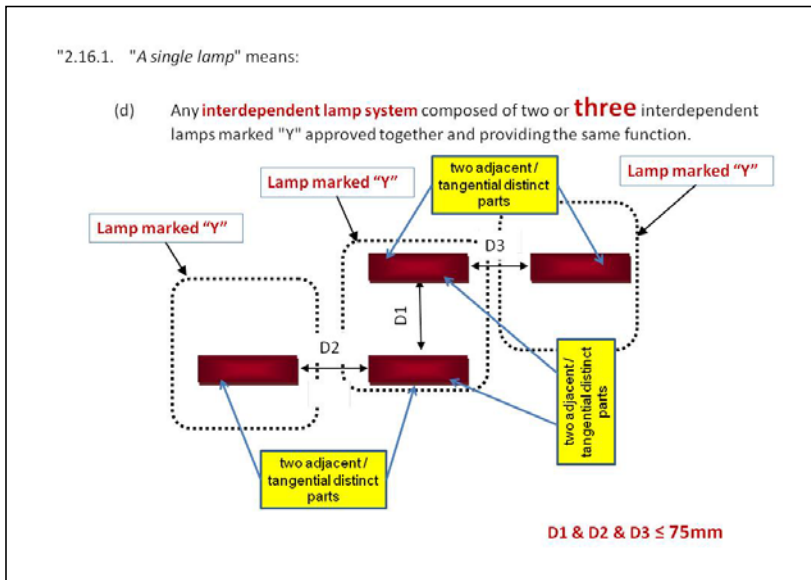 "2.16.1. "A single lamp" means:
(d) Any interdependent lamp system composed of two or three interdependent
lamps marked "Y" approved together and providing the same function.
Lamp marked “Y”
Lamp marked “Y”
two adjacent /
tangential distinct
parts
Lamp marked “Y”
D3
D1
D2
two adjacent /
tangential distinct
parts
two adjacent /
tangential distinct
parts
D1 & D2 & D3 ≤ 75mm